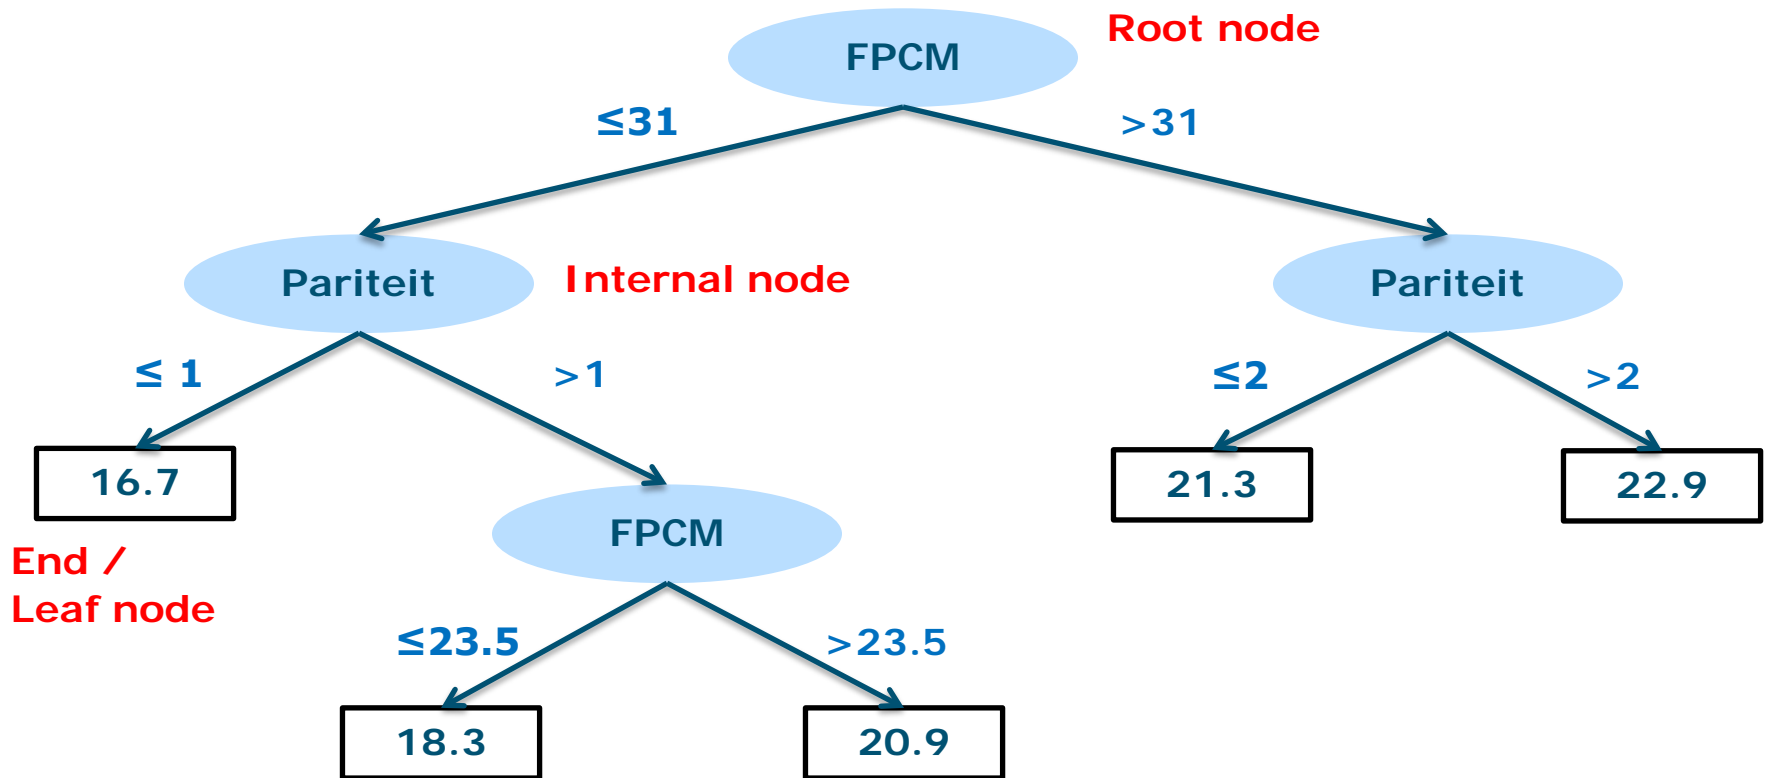 Root node
FPCM
≤31
>31
Pariteit
Internal node
Pariteit
≤ 1
>1
≤2
>2
16.7
21.3
22.9
FPCM
End /
Leaf node
≤23.5
>23.5
18.3
20.9